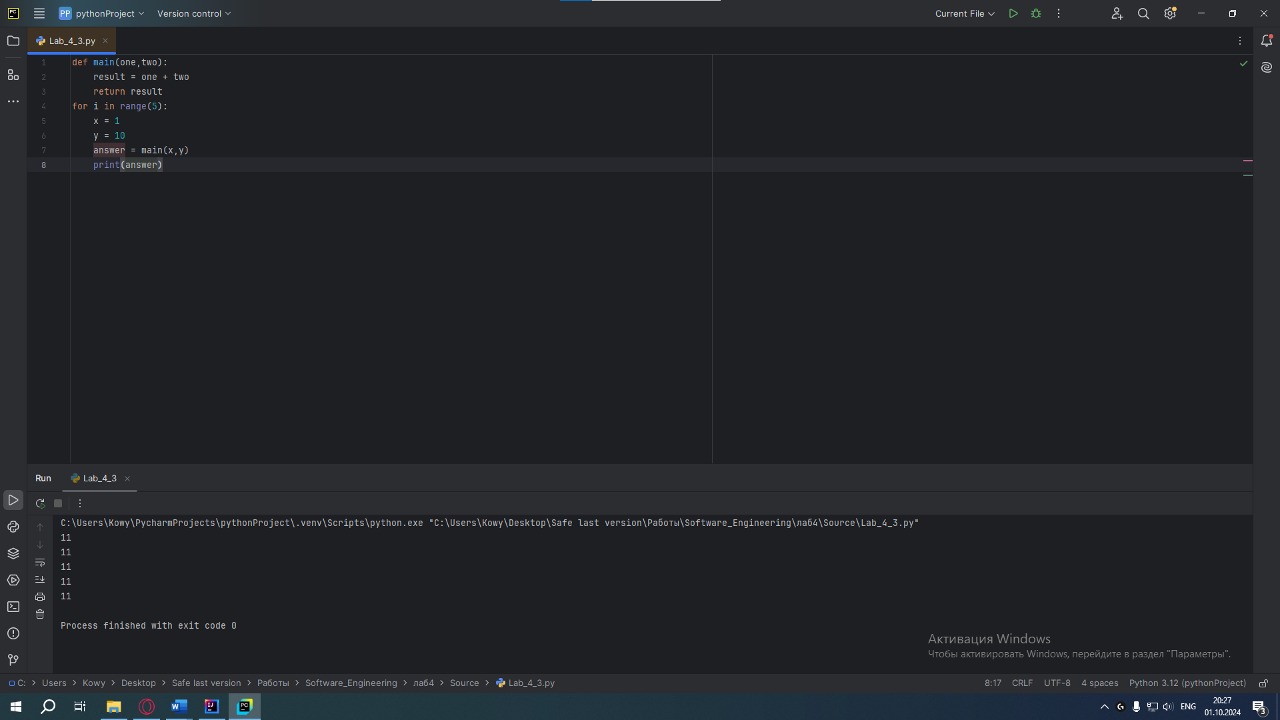 PC
PP pythonProject Version control Current File
Lab_4_3.py
1 def main(one,two):
2 result = one + two
3 return result
4 for i in range(5):
5 x = 1
6 y = 10
7 answer = main(x,y)
8 print(answer)
Run Lab_4_3
C:\Users\Kowy\PycharmProjects\pythonProject\.venv\Scripts\python.exe "C:\Users\Kowy\Desktop\Safe last version\Работы\Software_Engineering\лаб4\Source\Lab_4_3.py"
11
11
11
11
11
Process finished with exit code 0
Активация Windows
Чтобы активировать Windows, перейдите в раздел "Параметры".
C: Users Kowy Desktop Safe last version Работы Software_Engineering лаб4 Source Lab_4_3.py 8:17 CRLF UTF-8 4 spaces Python 3.12 (pythonProject)
ENG 20:27
01.10.2024